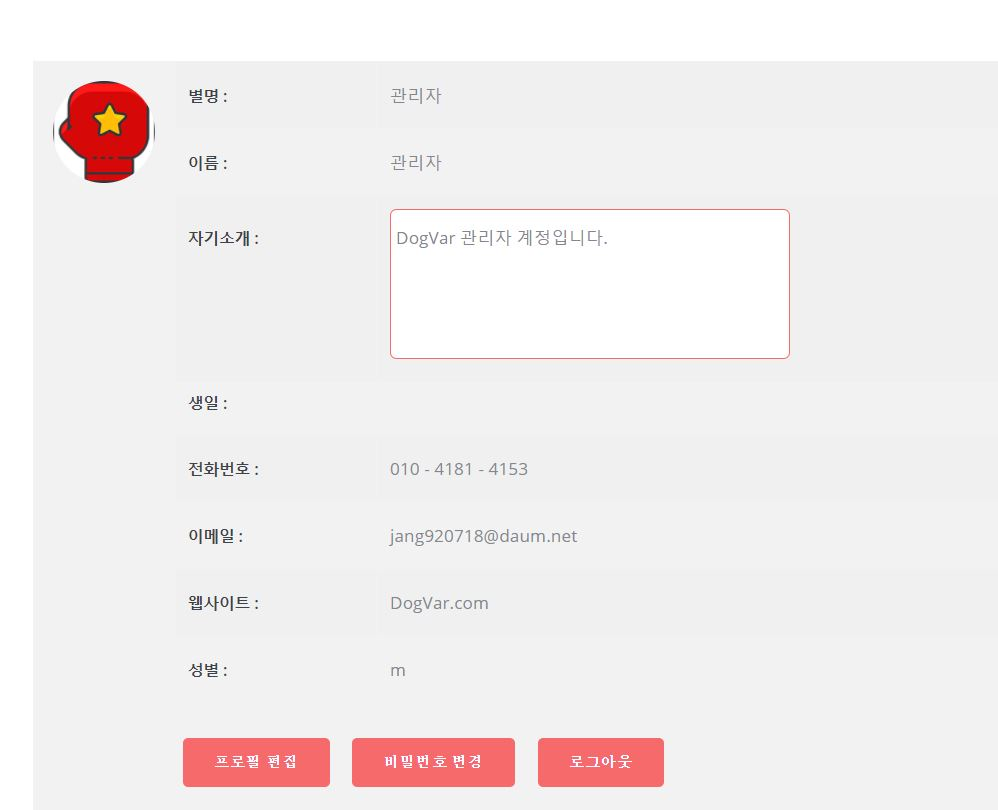 별명 : 관리자
이름 : 관리자
자기소개 : DogVar 관리자 계정입니다.
생일 :
전화번호 : 010 - 4181 - 4153
이메일 : jang920718@daum.net
웹사이트 : DogVar.com
성별 : m
프로필 편집 비밀번호 변경 로그아웃